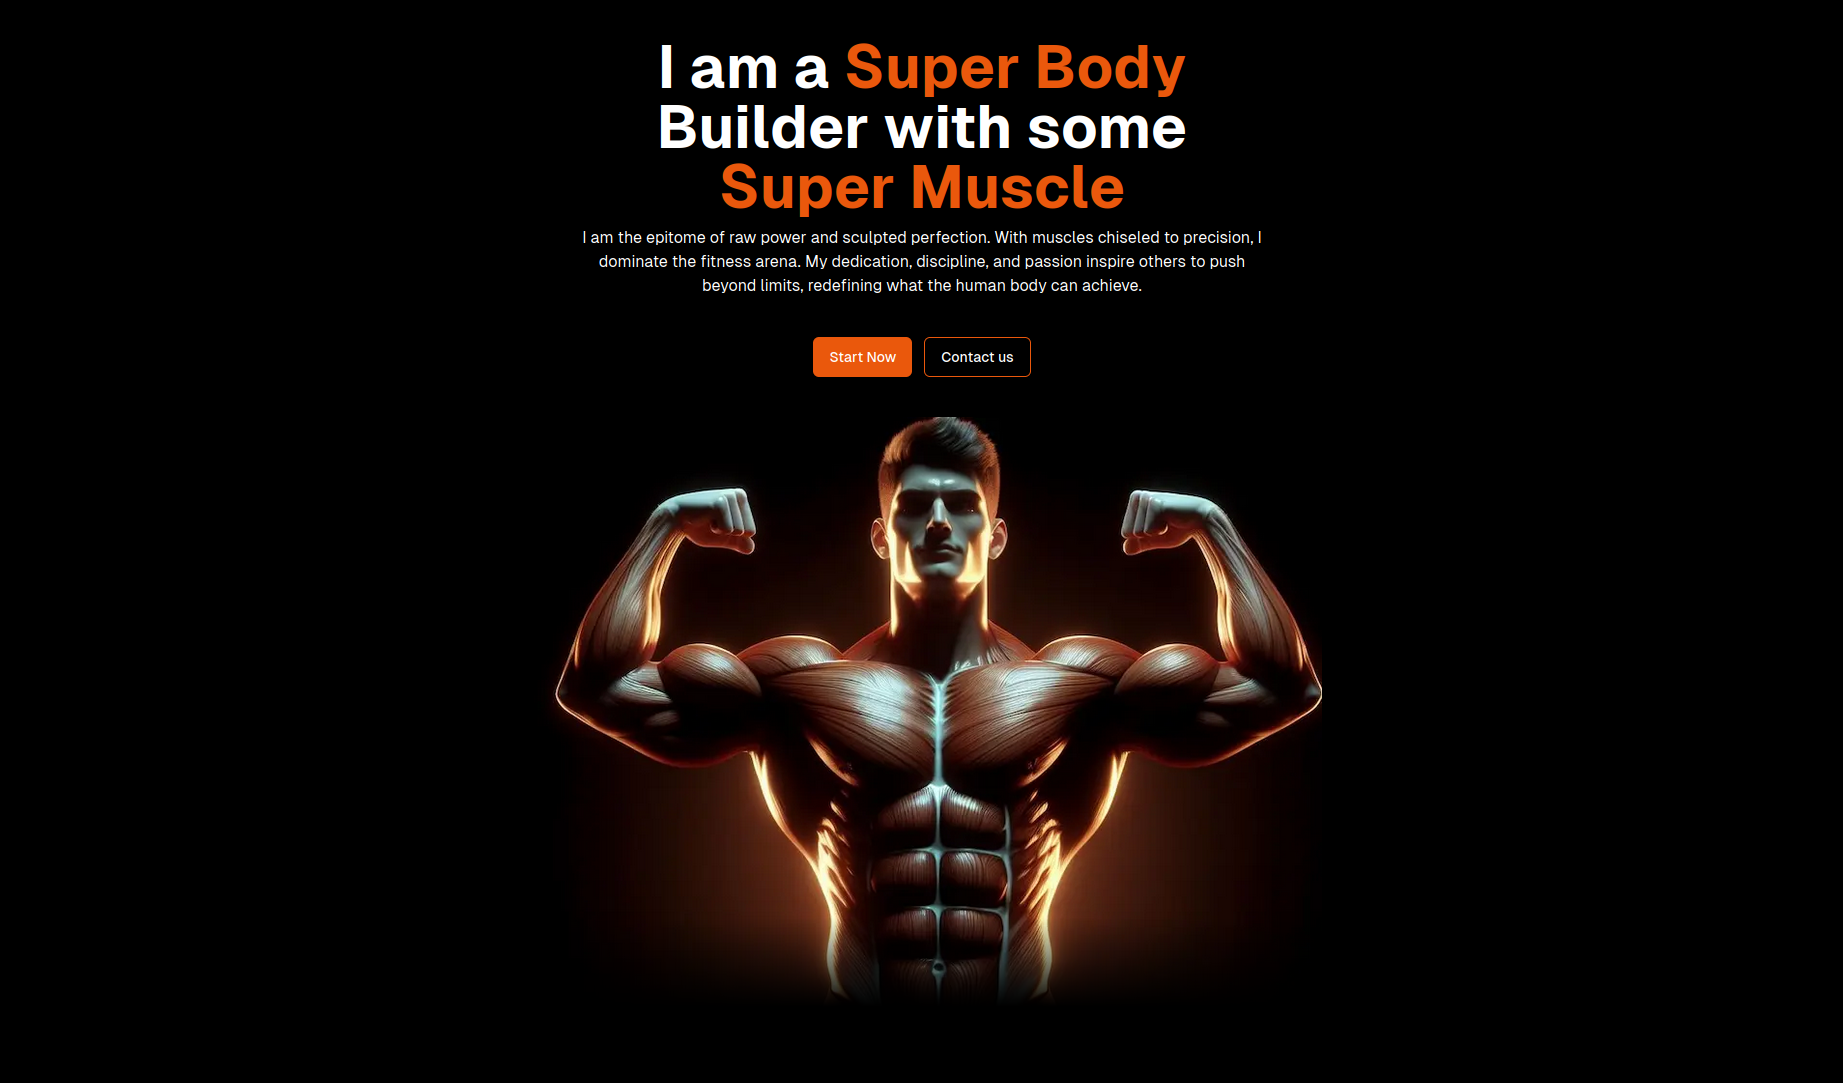 I am a Super Body
Builder with some
Super Muscle
I am the epitome of raw power and sculpted perfection. With muscles chiseled to precision, I
dominate the fitness arena. My dedication, discipline, and passion inspire others to push
beyond limits, redefining what the human body can achieve.
Start Now
Contact us